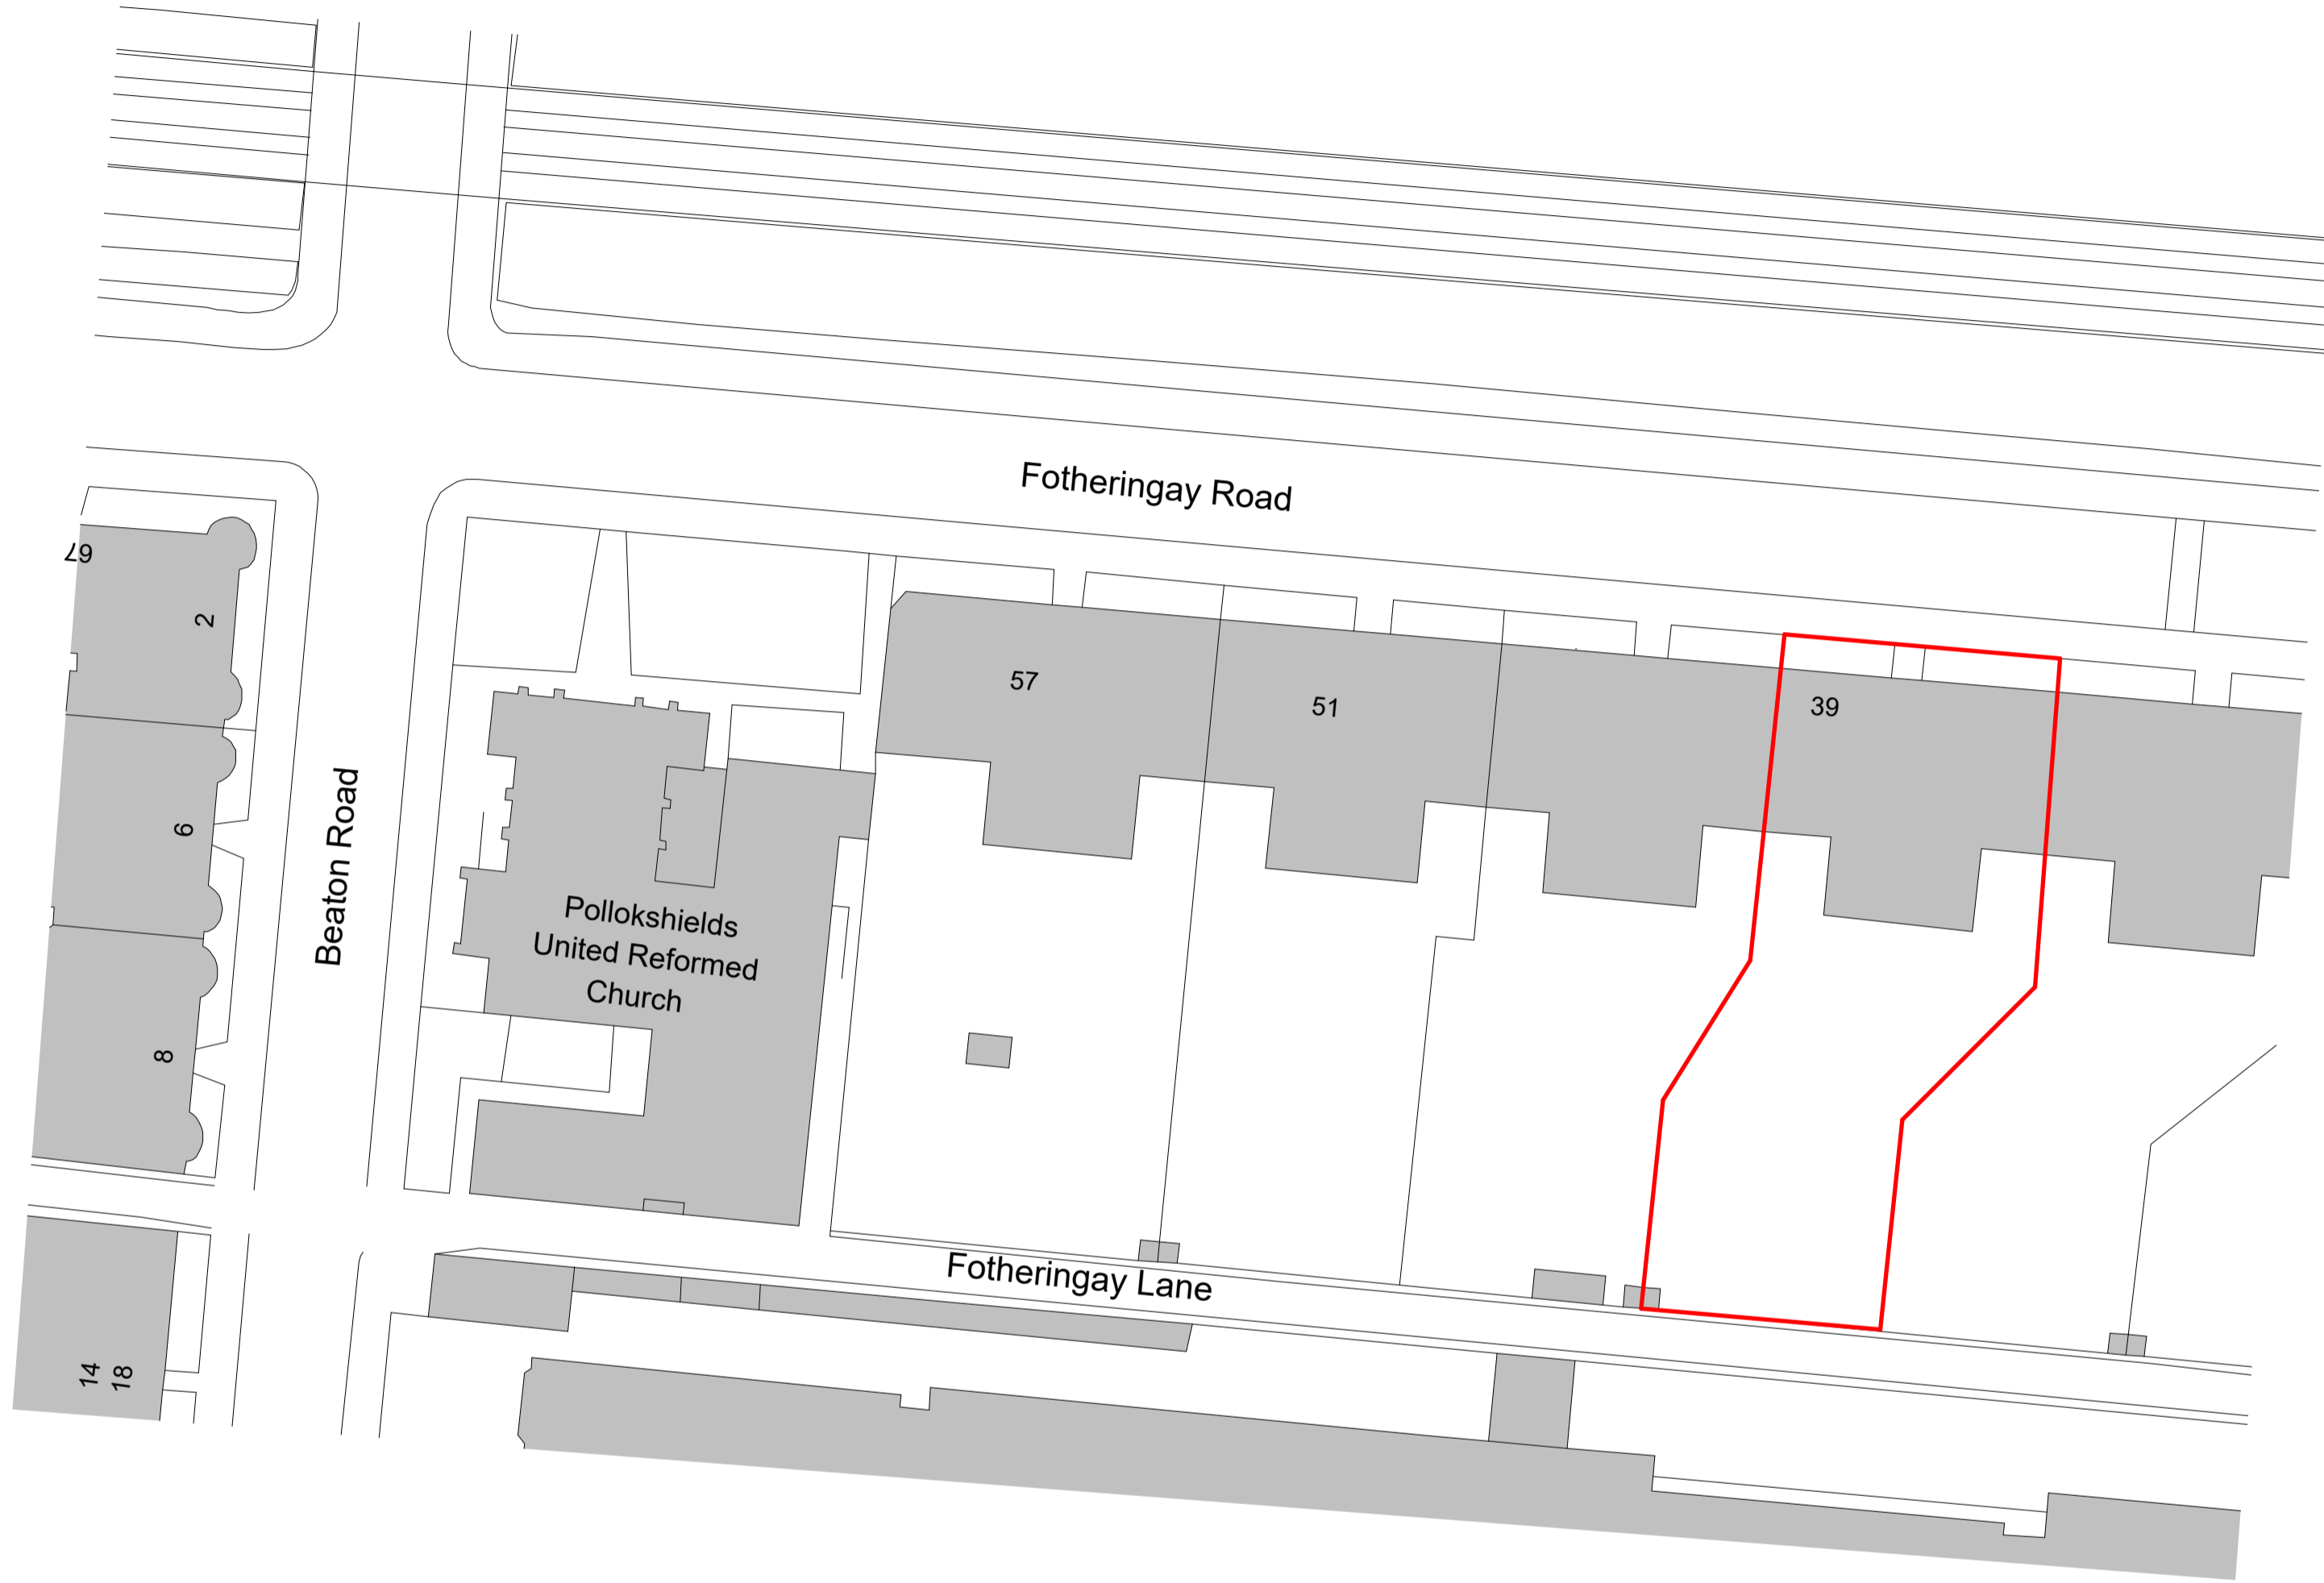 Fotheringay Road
67
2
57
51
39
6
Beaton Road
Pollokshields
United Reformed
Church
8
Fotheringay Lane
14
18